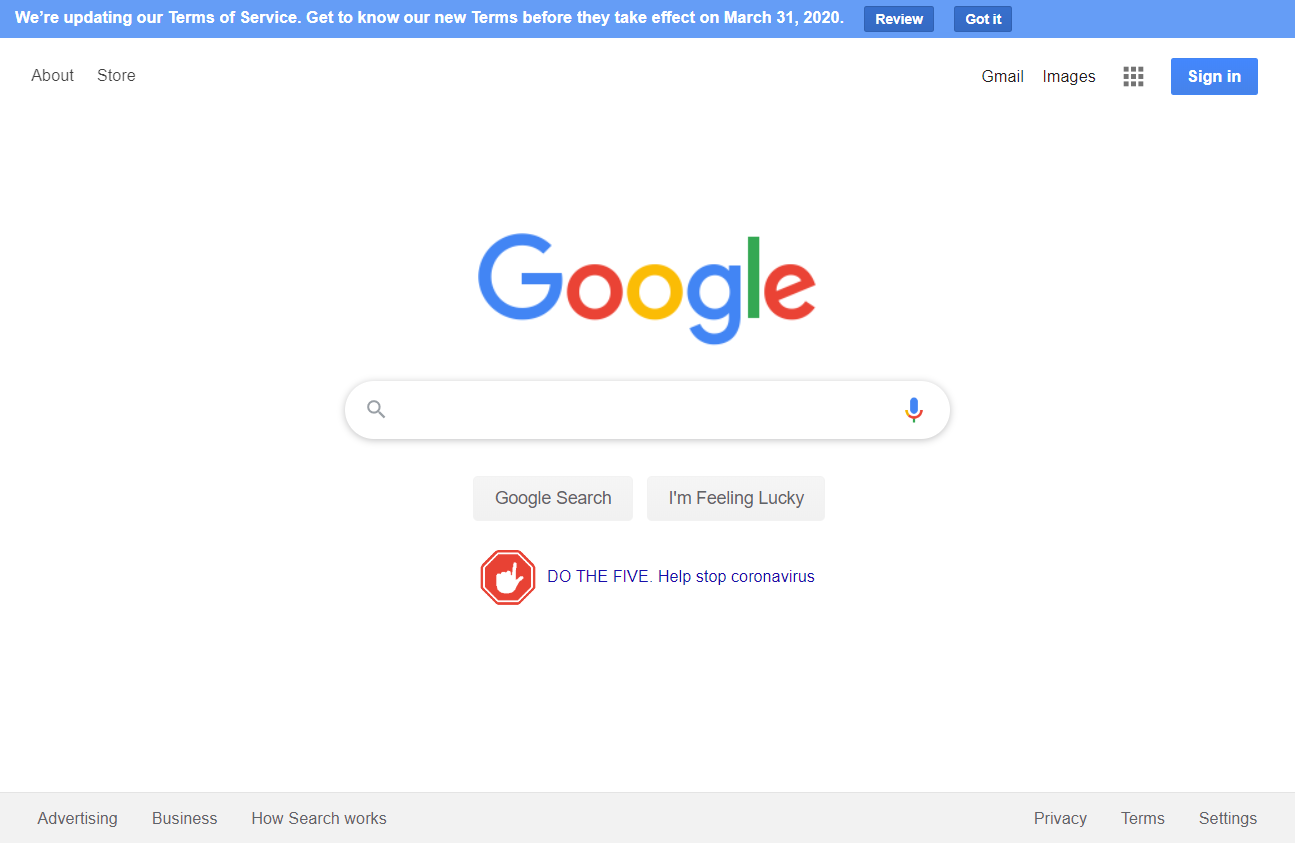 We’re updating our Terms of Service. Get to know our new Terms before they take effect on March 31, 2020. Review Got it
About Store Gmail Images Sign in
Google
Google Search I'm Feeling Lucky
DO THE FIVE. Help stop coronavirus
Advertising Business How Search works Privacy Terms Settings